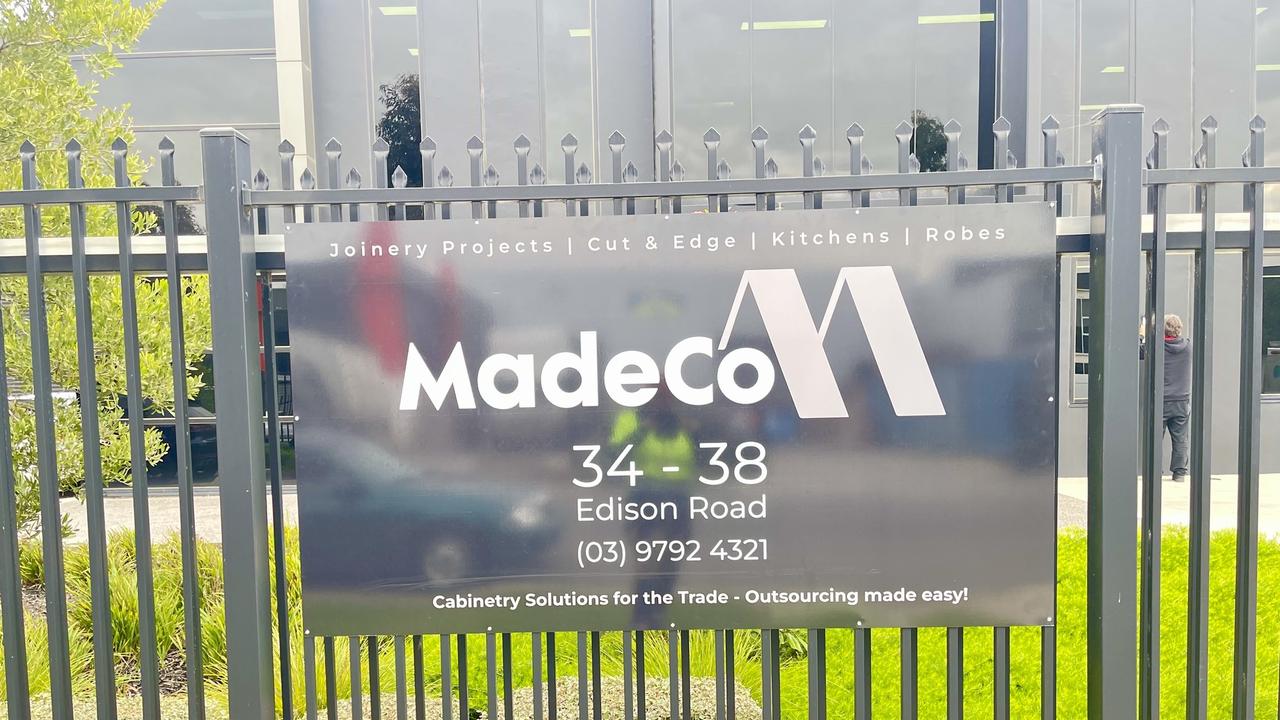 Joinery Projects | Cut & Edge | Kitchens | Robes
MadeCo
34 - 38
Edison Road
(03) 9792 4321
Cabinetry Solutions for the Trade - Outsourcing made easy!